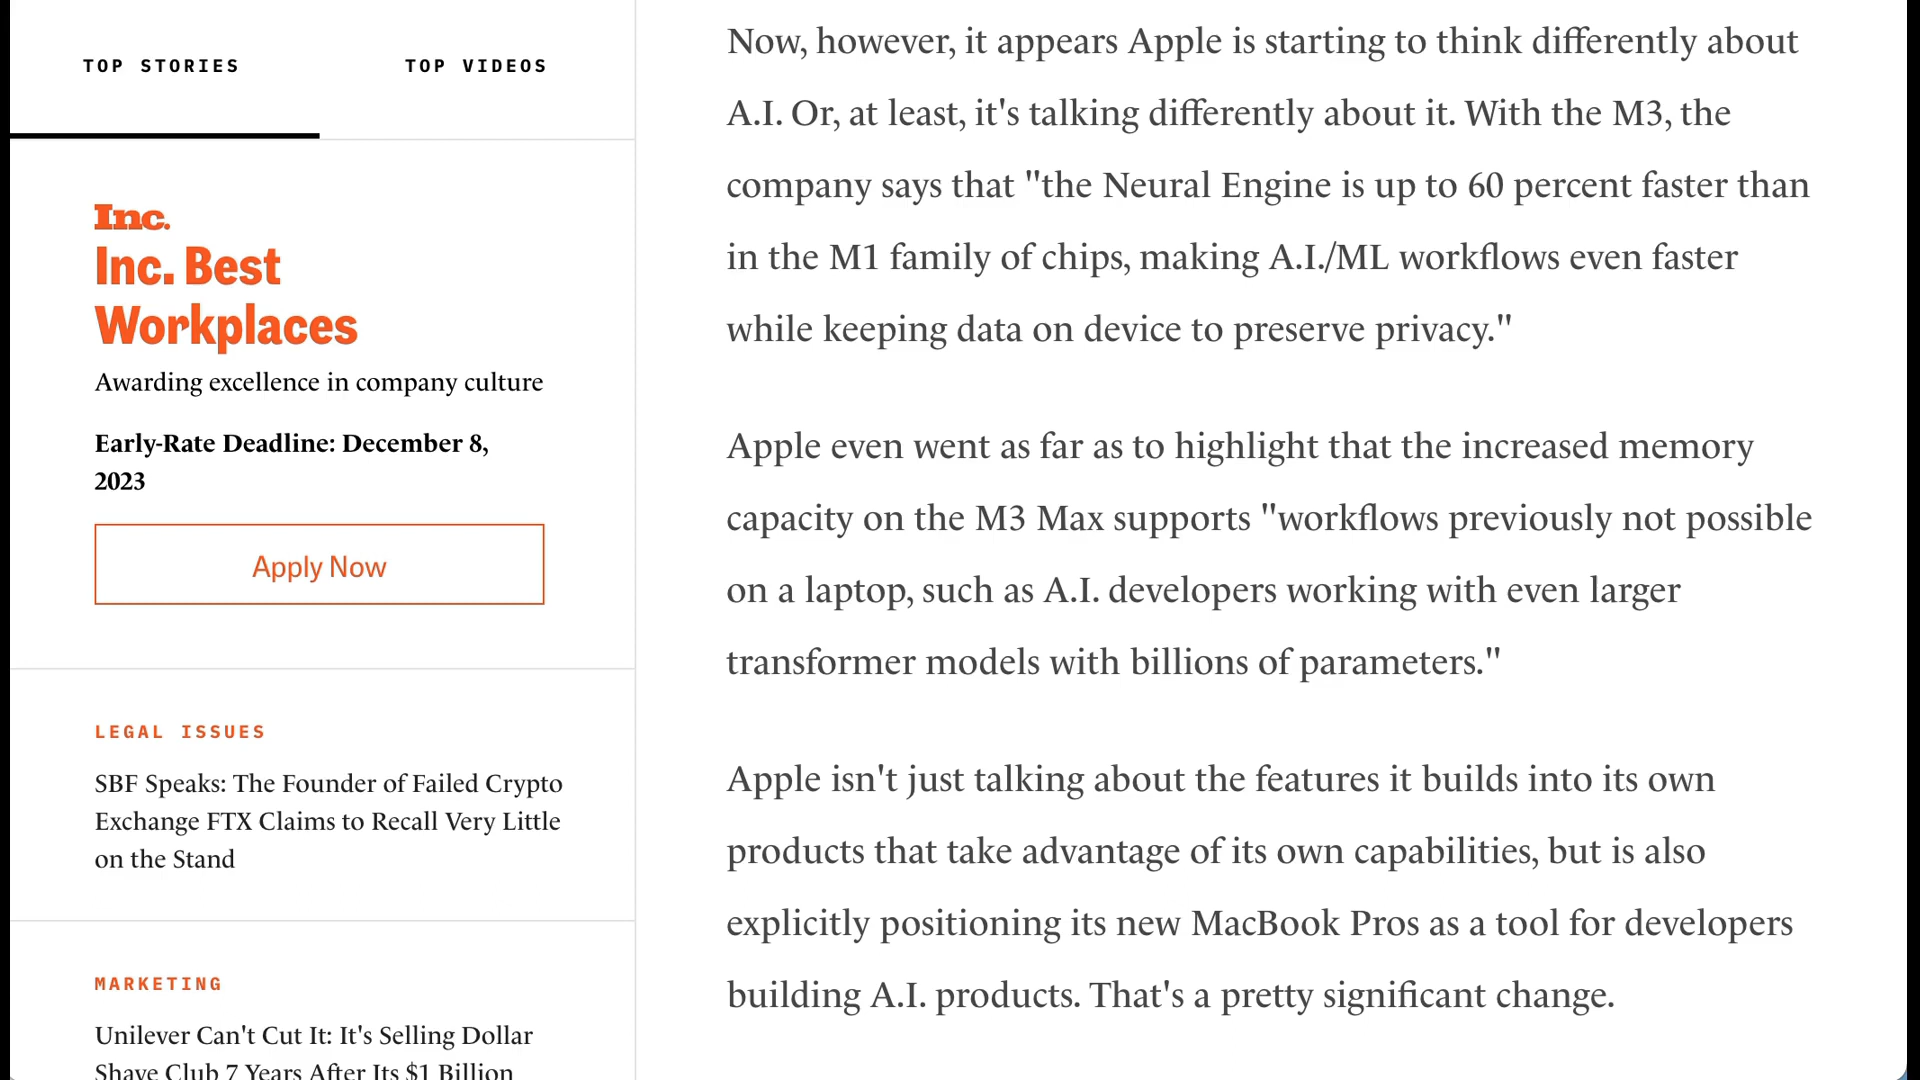 TOP STORIES
TOP VIDEOS
Inc.
Inc. Best
Workplaces
Awarding excellence in company culture
Early-Rate Deadline: December 8,
2023
Apply Now
LEGAL ISSUES
SBF Speaks: The Founder of Failed Crypto
Exchange FTX Claims to Recall Very Little
on the Stand
MARKETING
Unilever Can't Cut It: It's Selling Dollar
Shave Club 7 Years After Its $1 Billion
Now, however, it appears Apple is starting to think differently about
A.I. Or, at least, it's talking differently about it. With the M3, the
company says that "the Neural Engine is up to 60 percent faster than
in the M1 family of chips, making A.I./ML workflows even faster
while keeping data on device to preserve privacy."
Apple even went as far as to highlight that the increased memory
capacity on the M3 Max supports "workflows previously not possible
on a laptop, such as A.I. developers working with even larger
transformer models with billions of parameters."
Apple isn't just talking about the features it builds into its own
products that take advantage of its own capabilities, but is also
explicitly positioning its new MacBook Pros as a tool for developers
building A.I. products. That's a pretty significant change.